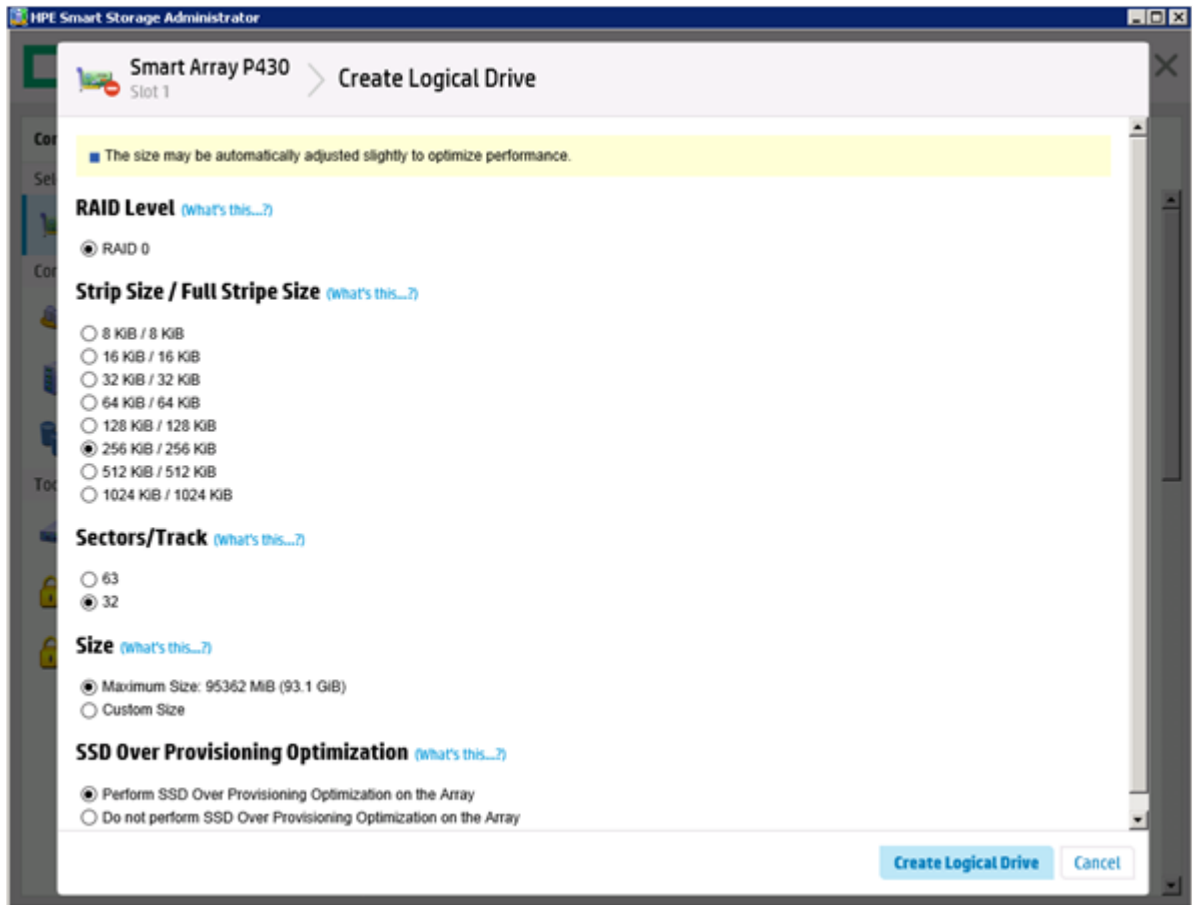 HPE Smart Storage Administrator
Smart Array P430
Slot 1
Create Logical Drive
The size may be automatically adjusted slightly to optimize performance.
RAID Level (What's this...?)
RAID 0
Strip Size / Full Stripe Size (What's this...?)
8 KiB / 8 KiB
16 KiB / 16 KiB
32 KiB / 32 KiB
64 KiB / 64 KiB
128 KiB / 128 KiB
256 KiB / 256 KiB
512 KiB / 512 KiB
1024 KiB / 1024 KiB
Sectors/Track (What's this...?)
63
32
Size (What's this...?)
Maximum Size: 95362 MiB (93.1 GiB)
Custom Size
SSD Over Provisioning Optimization (What's this...?)
Perform SSD Over Provisioning Optimization on the Array
Do not perform SSD Over Provisioning Optimization on the Array
Create Logical Drive
Cancel